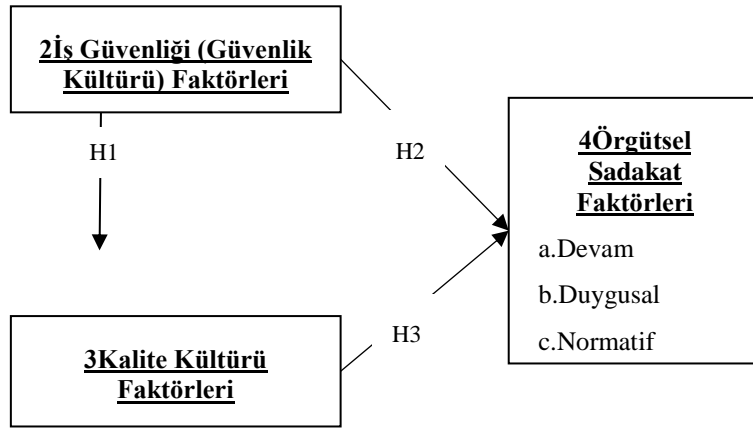 2İş Güvenliği (Güvenlik
Kültürü) Faktörleri
H1
H2
4Örgütsel
Sadakat
Faktörleri
a.Devam
b.Duygusal
c.Normatif
H3
3Kalite Kültürü
Faktörleri